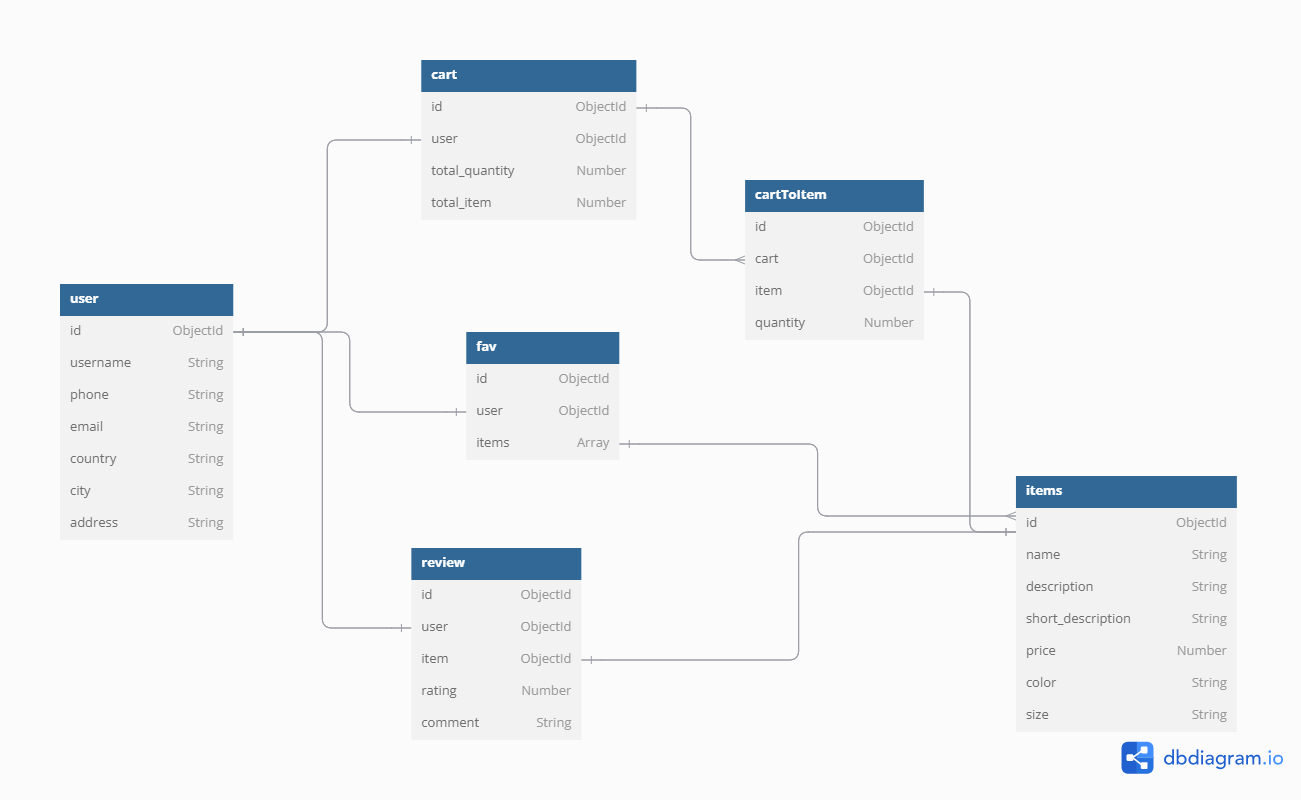 cart
id ObjectId
user ObjectId
total_quantity Number
total_item Number
cartToItem
id ObjectId
cart ObjectId
item ObjectId
quantity Number
user
id ObjectId
username String
phone String
email String
country String
city String
address String
fav
id ObjectId
user ObjectId
items Array
items
id ObjectId
name String
description String
short_description String
price Number
color String
size String
review
id ObjectId
user ObjectId
item ObjectId
rating Number
comment String
dbdiagram.io